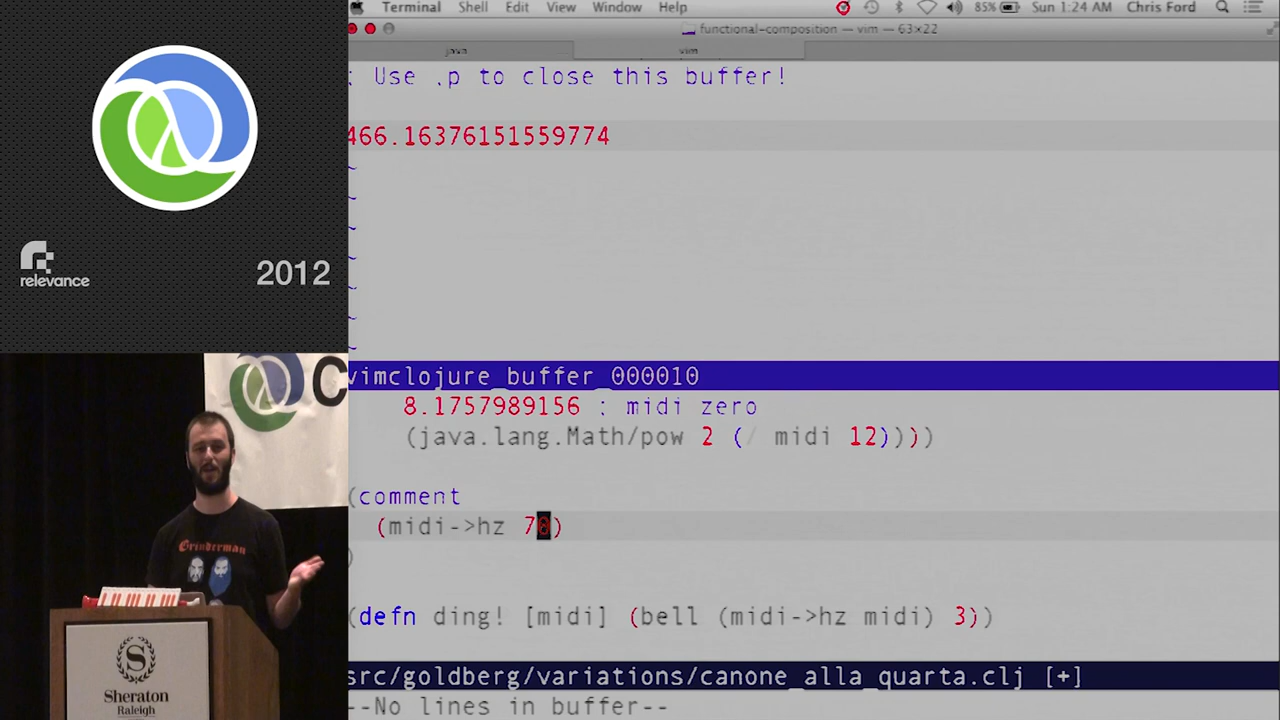 Terminal Shell Edit View Window Help 85% Sun 1:24 AM Chris Ford
functional-composition — vim — 63×22
java vim
; Use ,p to close this buffer!
466.16376151559774
~
~
~
~
~
~
~
vimclojure_buffer_000010
8.1757989156 ; midi zero
(java.lang.Math/pow 2 (/ midi 12))))
(comment
(midi->hz 70)
)
(defn ding! [midi] (bell (midi->hz midi) 3))
src/goldberg/variations/canone_alla_quarta.clj [+]
--No lines in buffer--
relevance
2012
C
Grinderman
S
Sheraton
Raleigh